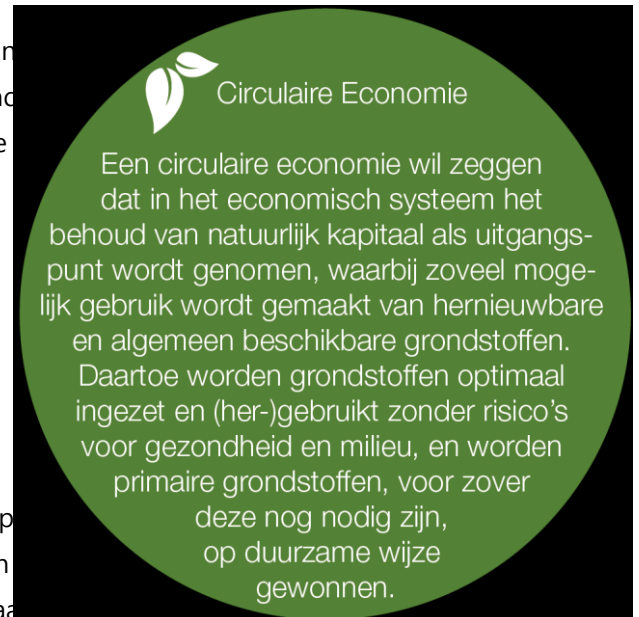 Circulaire Economie
Een circulaire economie wil zeggen
dat in het economisch systeem het
behoud van natuurlijk kapitaal als uitgangs-
punt wordt genomen, waarbij zoveel moge-
lijk gebruik wordt gemaakt van hernieuwbare
en algemeen beschikbare grondstoffen.
Daartoe worden grondstoffen optimaal
ingezet en (her-)gebruikt zonder risico's
voor gezondheid en milieu, en worden
primaire grondstoffen, voor zover
deze nog nodig zijn,
op duurzame wijze
gewonnen.